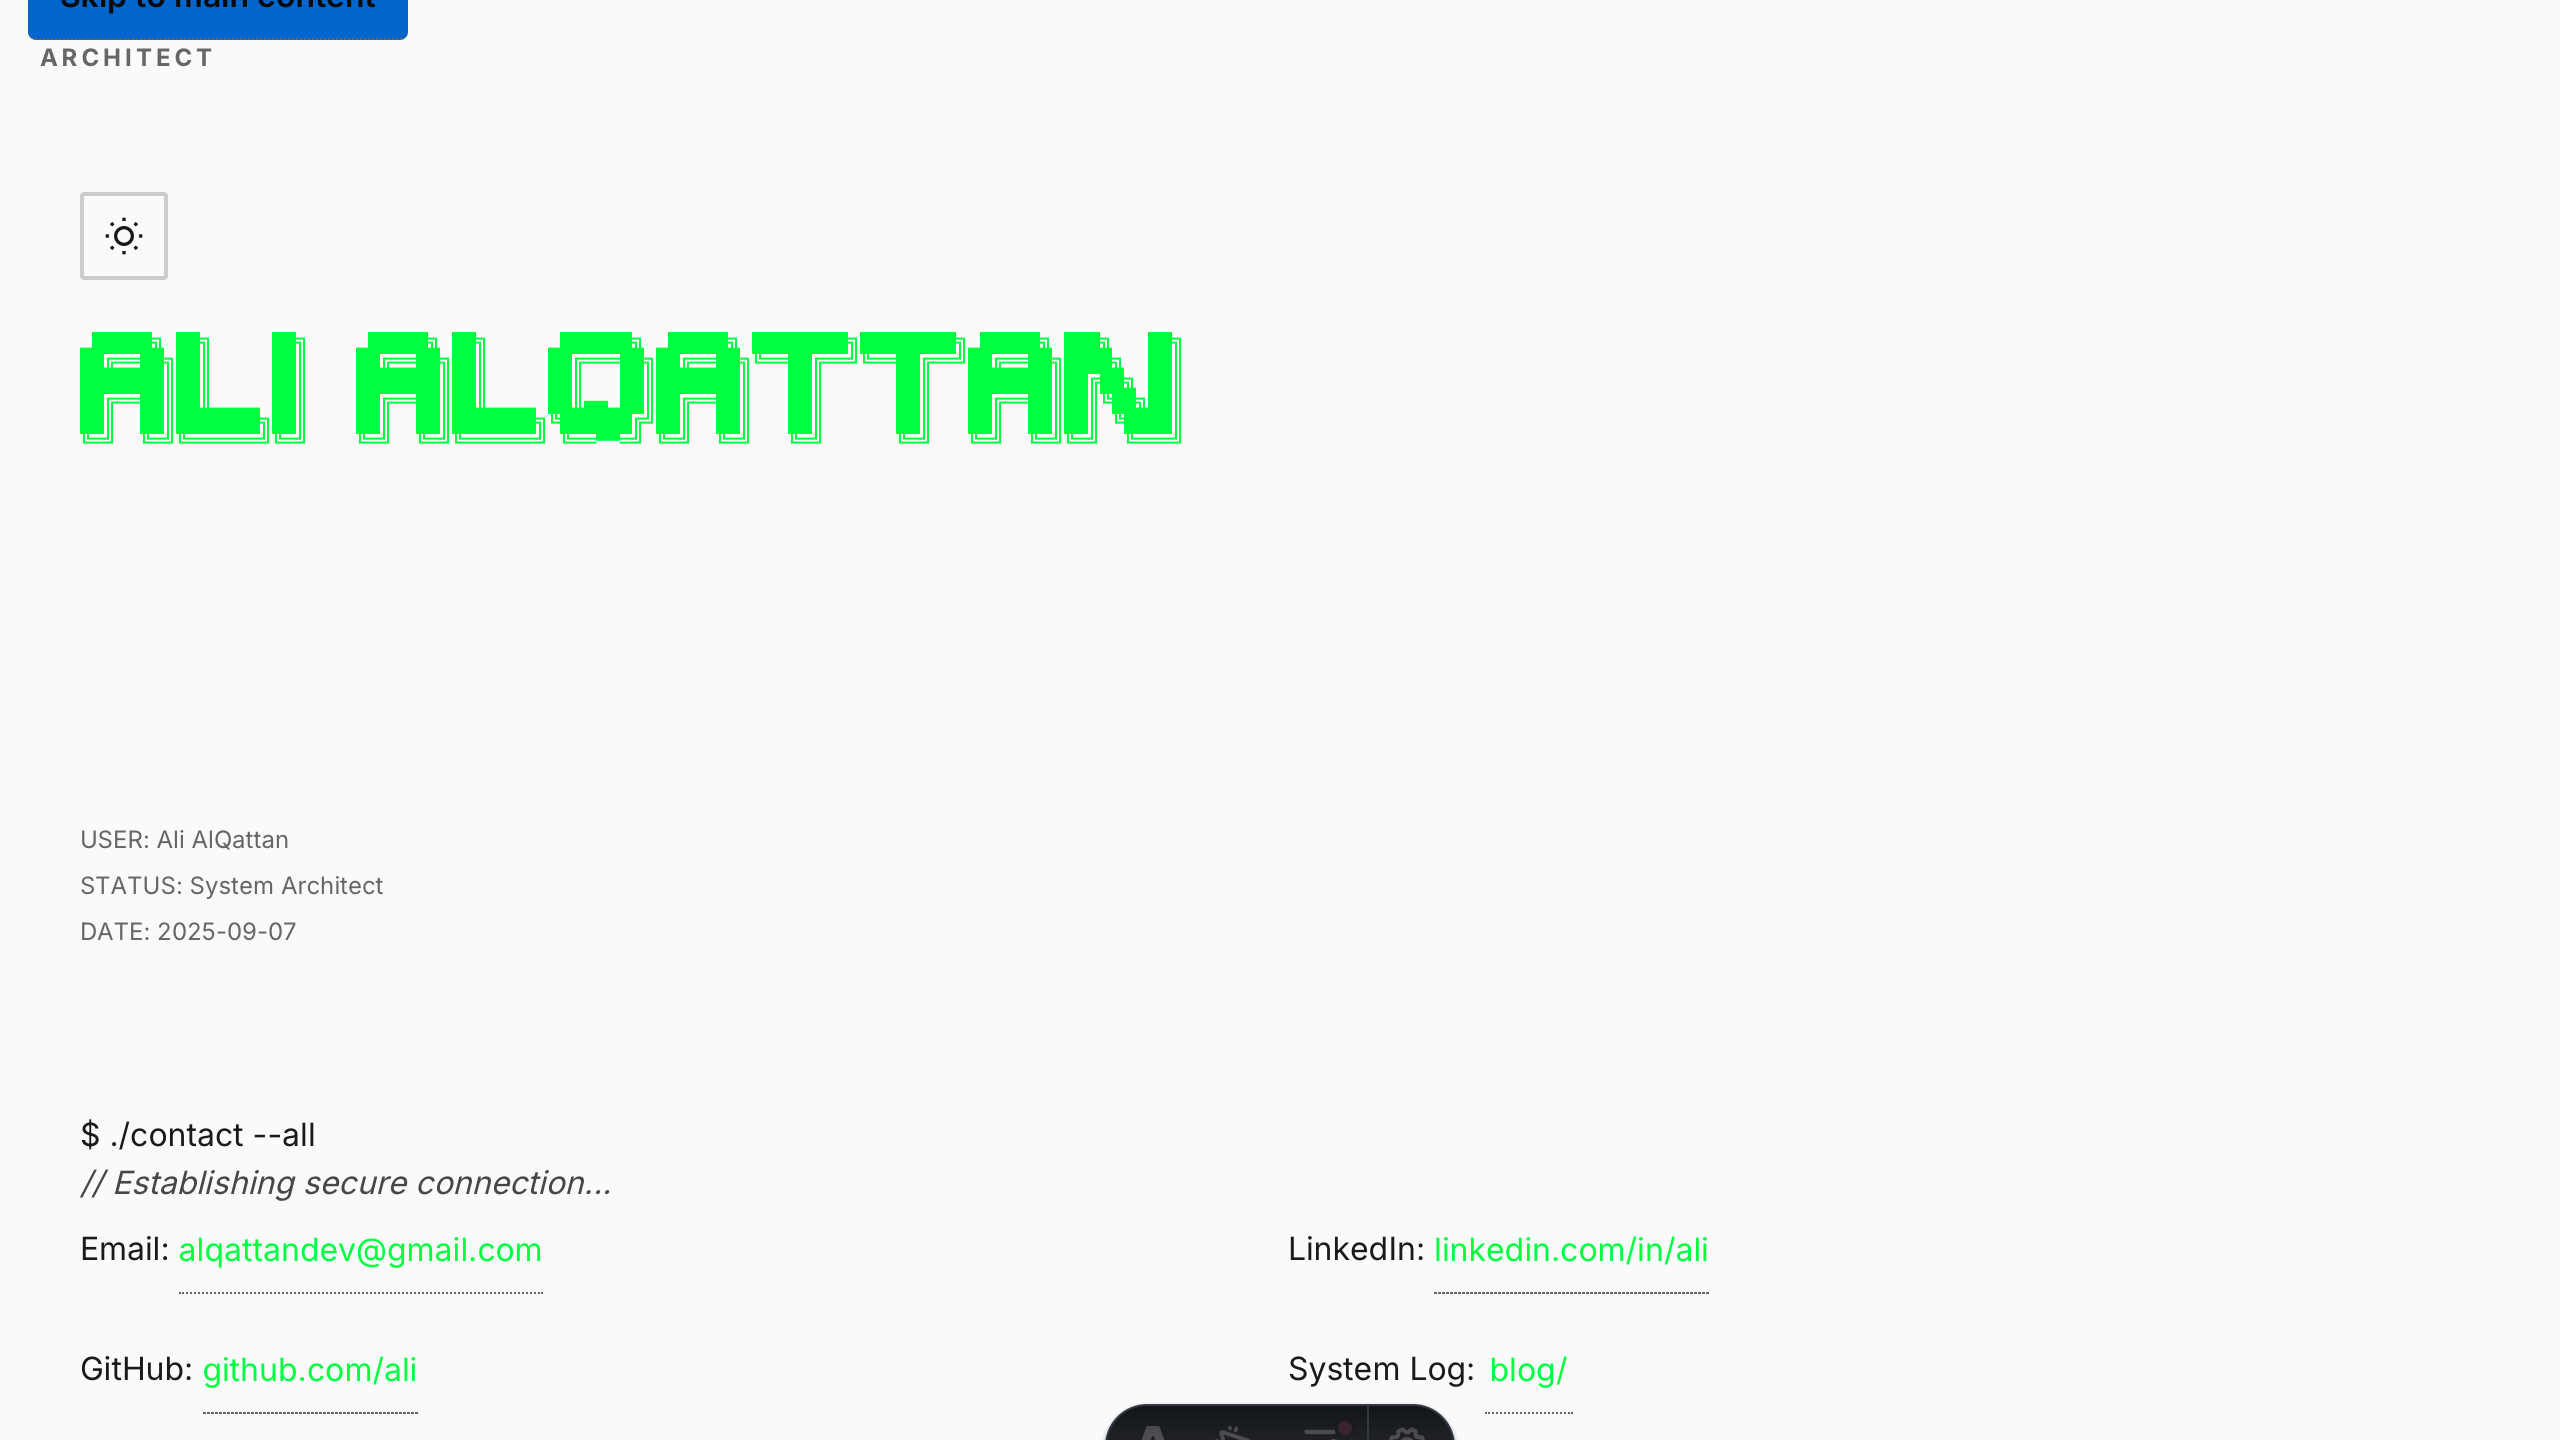 Skip to main content
ARCHITECT
ALI ALQATTAN
USER: Ali AlQattan
STATUS: System Architect
DATE: 2025-09-07
$ ./contact --all
// Establishing secure connection...
Email: alqattandev@gmail.com
LinkedIn: linkedin.com/in/ali
GitHub: github.com/ali
System Log: blog/